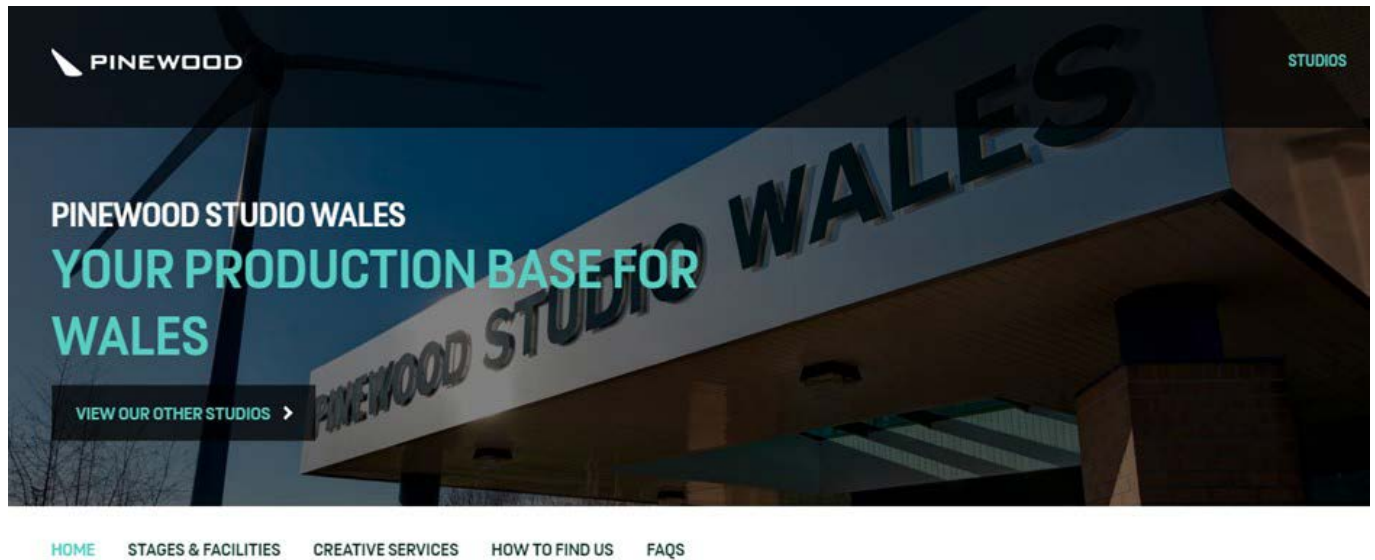 PINEWOOD
STUDIOS
PINEWOOD STUDIO WALES
PINEWOOD STUDIO WALES
YOUR PRODUCTION BASE FOR
WALES
VIEW OUR OTHER STUDIOS
HOME STAGES & FACILITIES CREATIVE SERVICES HOW TO FIND US FAQS